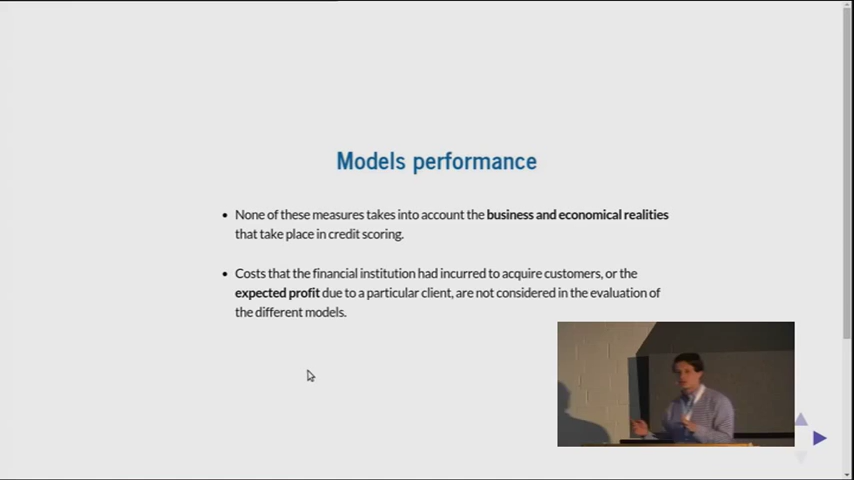 Models performance
• None of these measures takes into account the business and economical realities
that take place in credit scoring.
• Costs that the financial institution had incurred to acquire customers, or the
expected profit due to a particular client, are not considered in the evaluation of
the different models.